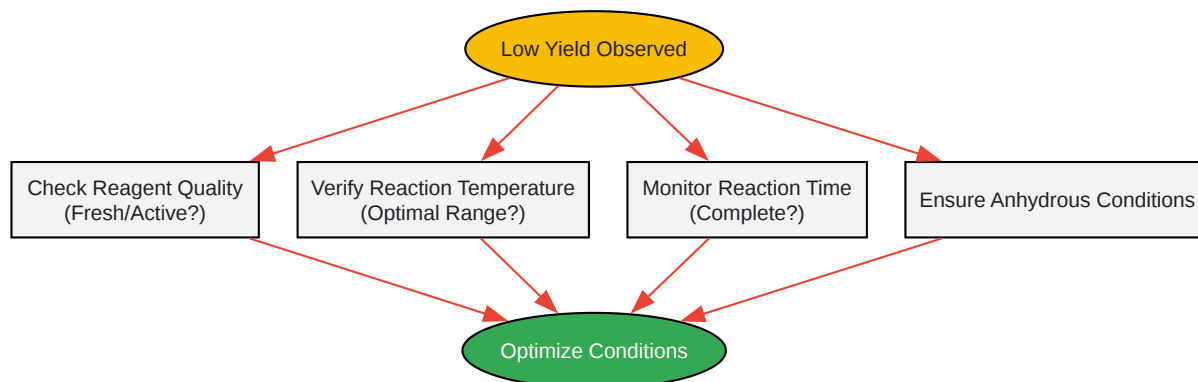 Low Yield Observed
Check Reagent Quality
(Fresh/Active?)
Verify Reaction Temperature
(Optimal Range?)
Monitor Reaction Time
(Complete?)
Ensure Anhydrous Conditions
Optimize Conditions